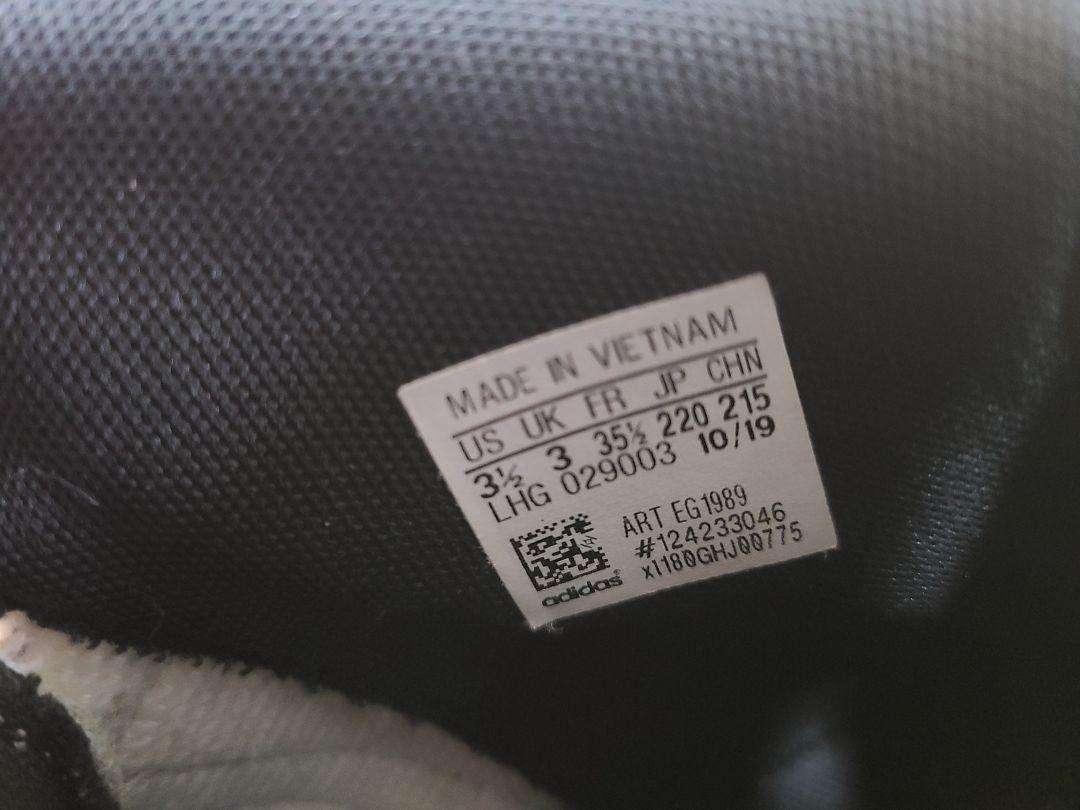 MADE IN VIETNAM
US UK FR JP CHN
3½ 3 35½ 220 215
LHG 029003 10/19
ART EG1989
#124233046
x1180GHJ00775
adidas